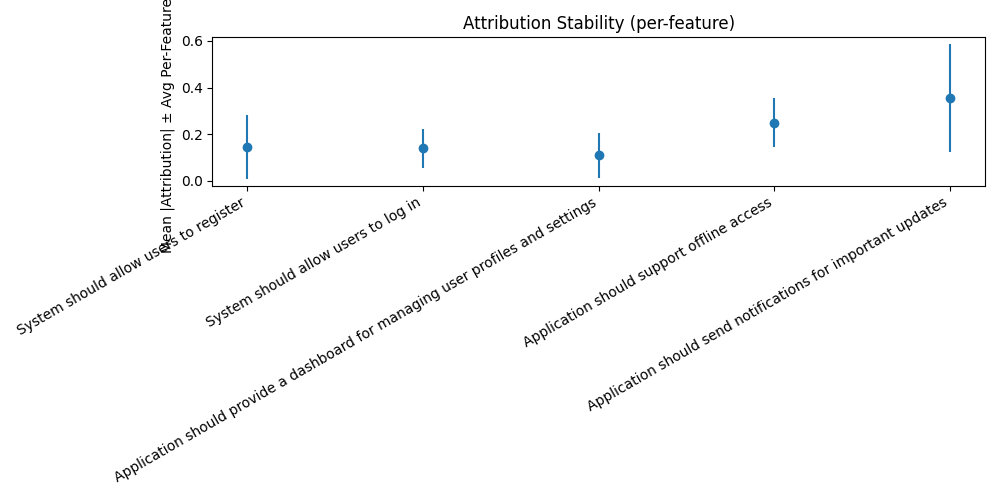 Attribution Stability (per-feature)
Mean |Attribution| ± Avg Per-Feature
0.6
0.4
0.2
0.0
System should allow users to register
System should allow users to log in
Application should provide a dashboard for managing user profiles and settings
Application should support offline access
Application should send notifications for important updates